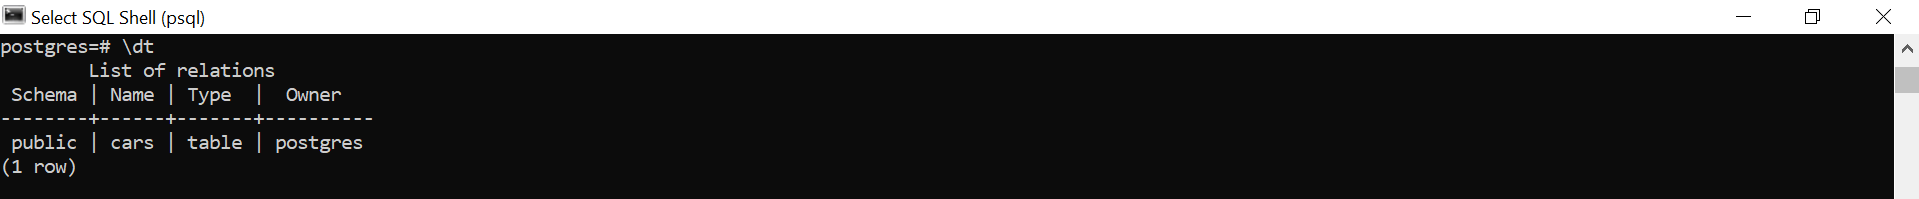 Select SQL Shell (psql)
postgres=# \dt
        List of relations
 Schema | Name | Type  |  Owner
--------+------+-------+----------
 public | cars | table | postgres
(1 row)